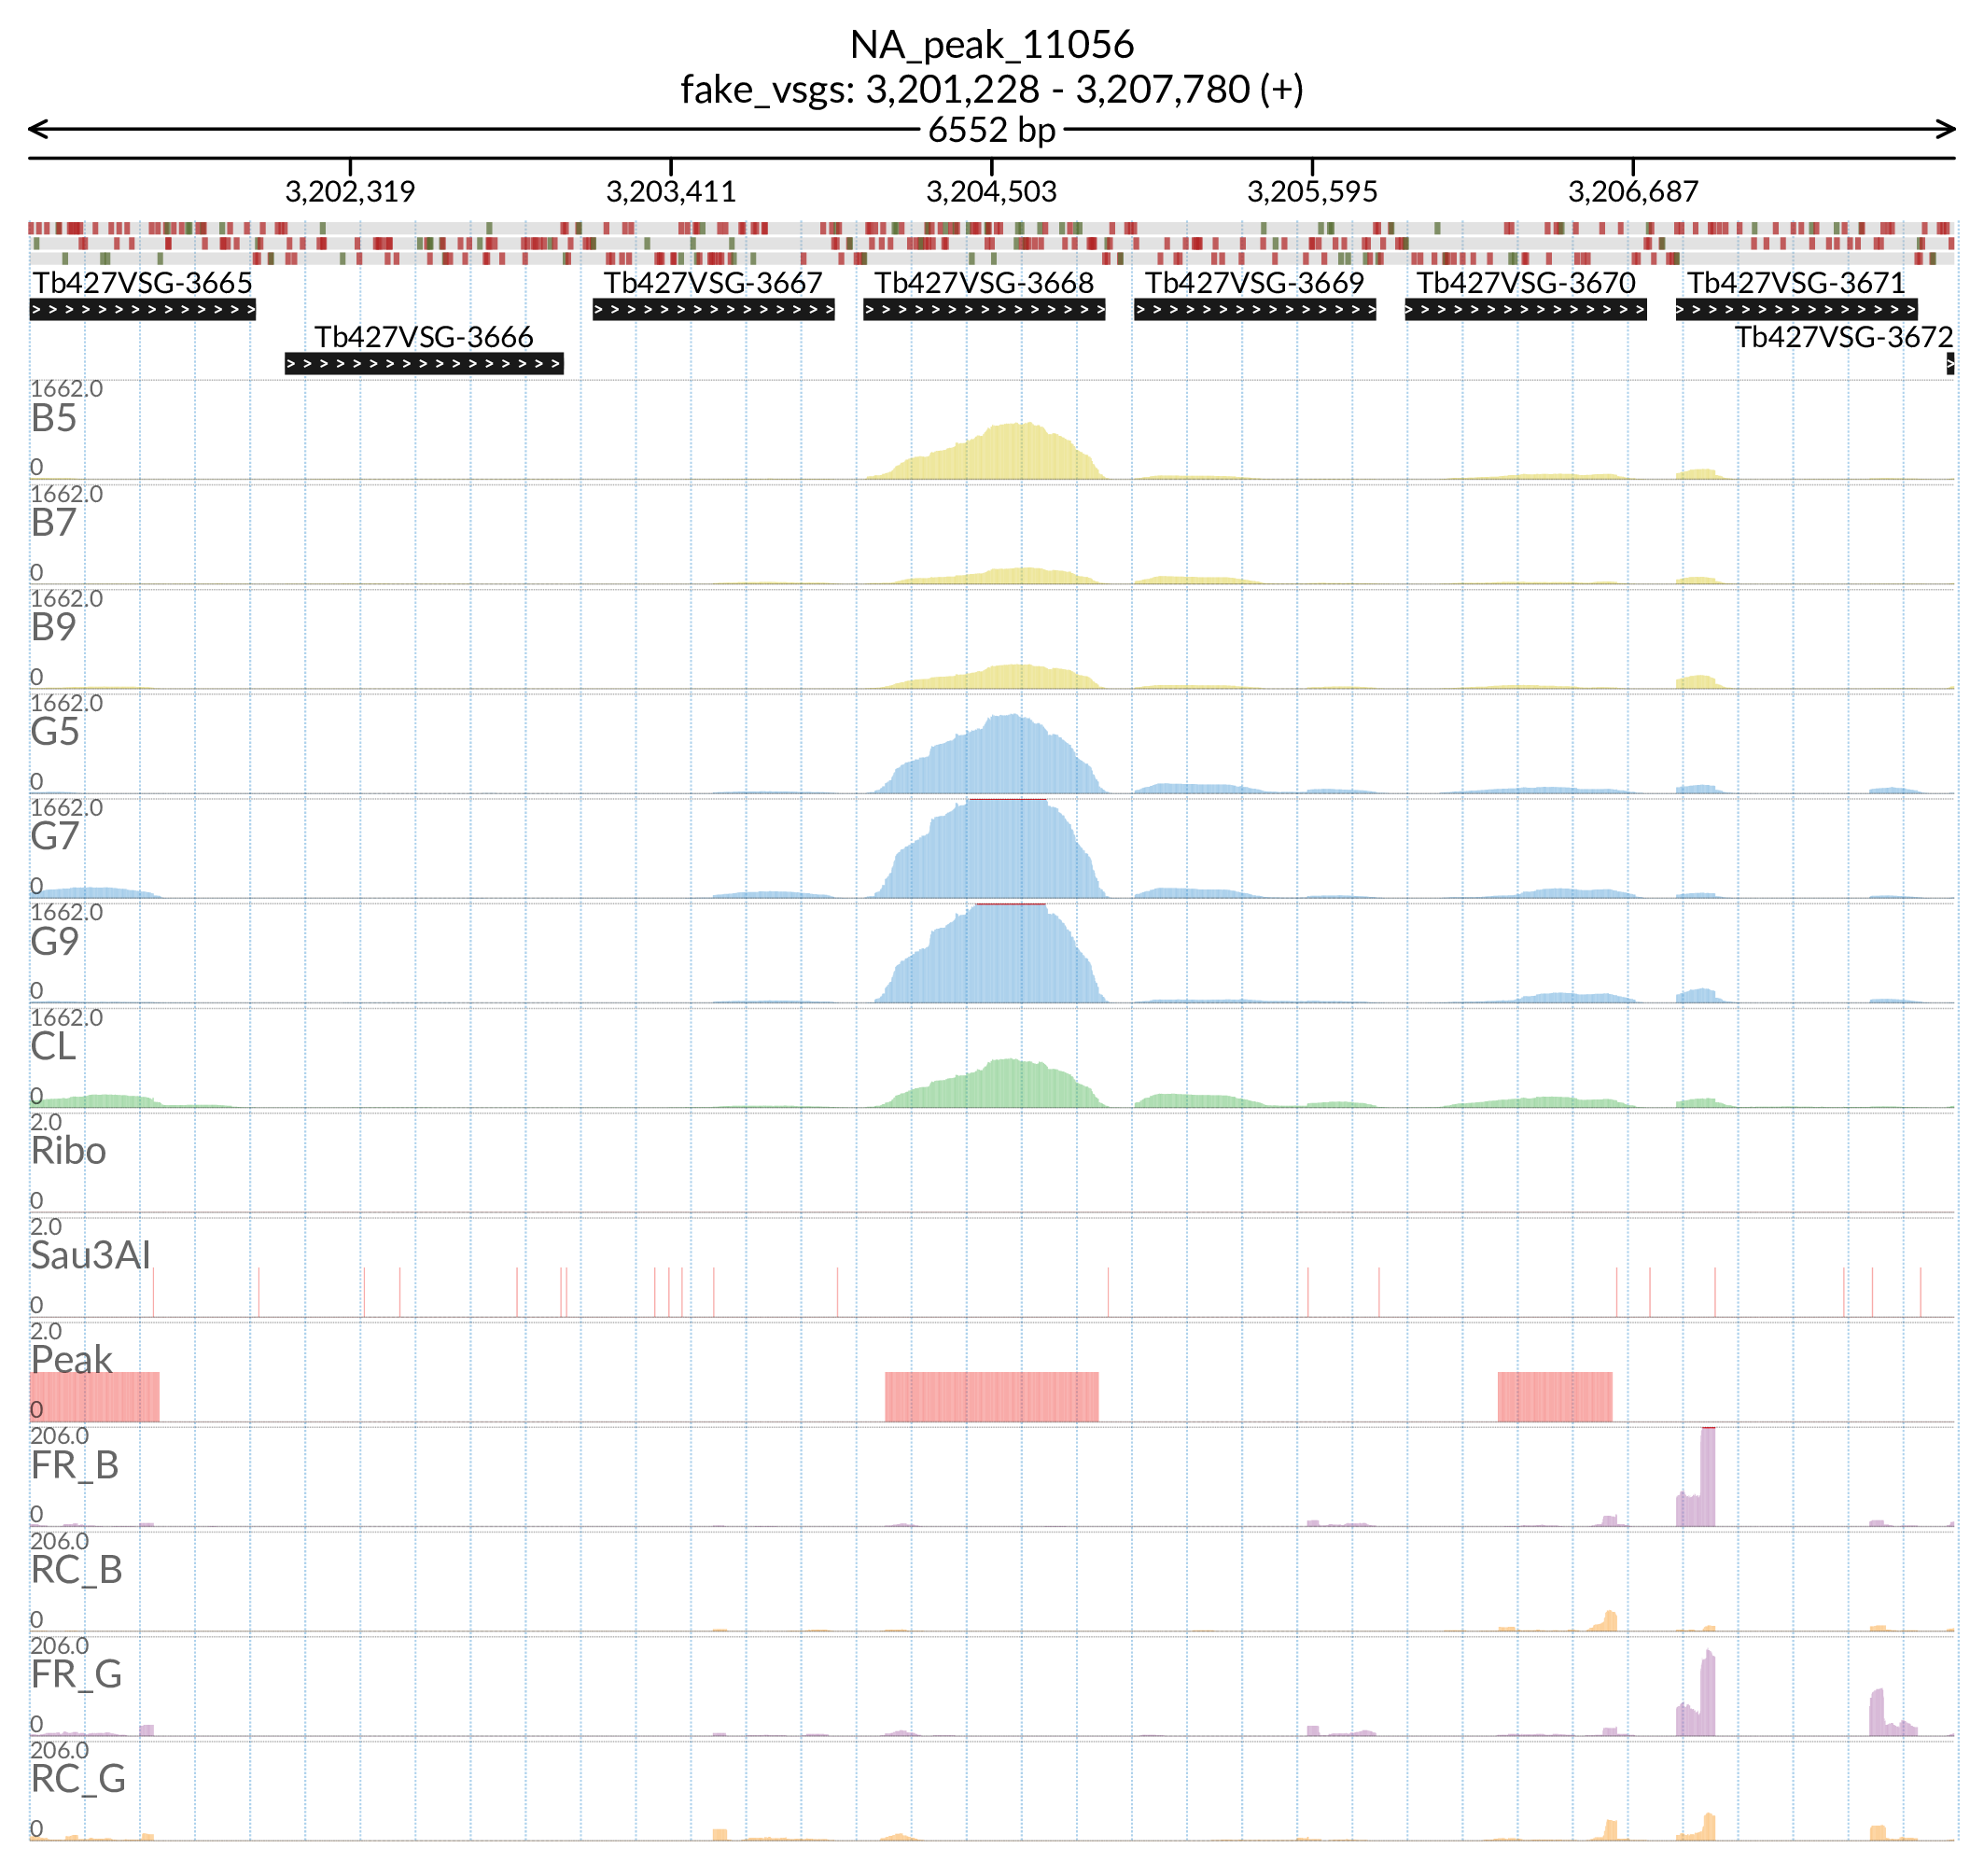 NA_peak_11056
fake_vsgs: 3,201,228 - 3,207,780 (+)
6552 bp
3,202,319 3,203,411 3,204,503 3,205,595 3,206,687
Tb427VSG-3665 Tb427VSG-3667 Tb427VSG-3668 Tb427VSG-3669 Tb427VSG-3670 Tb427VSG-3671
Tb427VSG-3666 Tb427VSG-3672
1662.0
B5
0
1662.0
B7
0
1662.0
B9
0
1662.0
G5
0
1662.0
G7
0
1662.0
G9
0
1662.0
CL
0
2.0
Ribo
0
2.0
Sau3AI
0
2.0
Peak
0
206.0
FR_B
0
206.0
RC_B
0
206.0
FR_G
0
206.0
RC_G
0